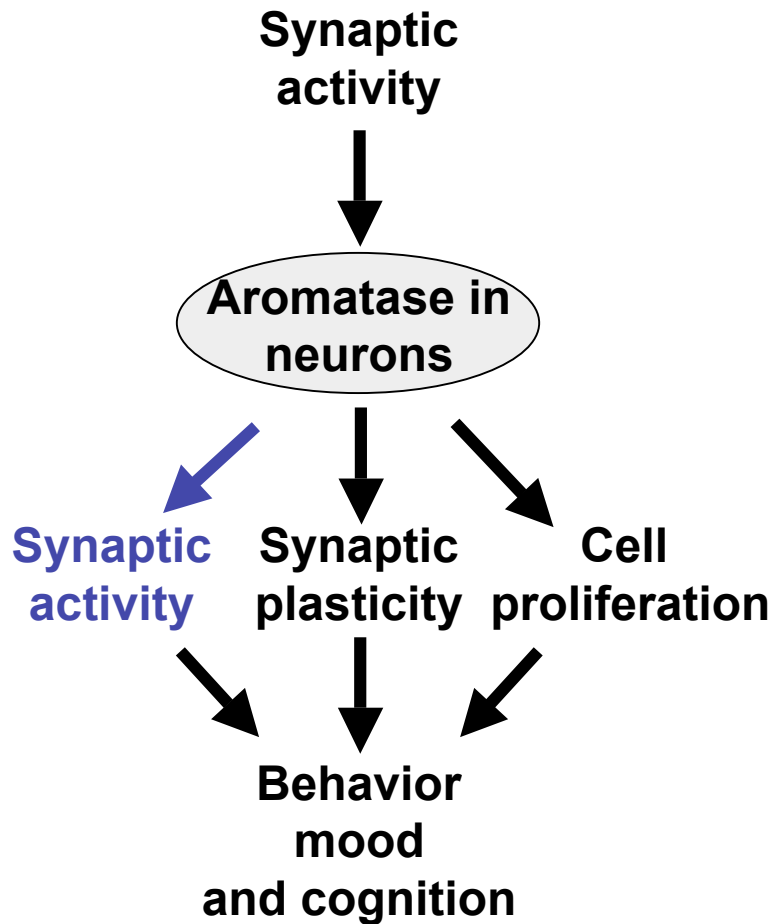 Synaptic
activity
Aromatase in
neurons
Synaptic
activity
Synaptic
plasticity
Cell
proliferation
Behavior
mood
and cognition